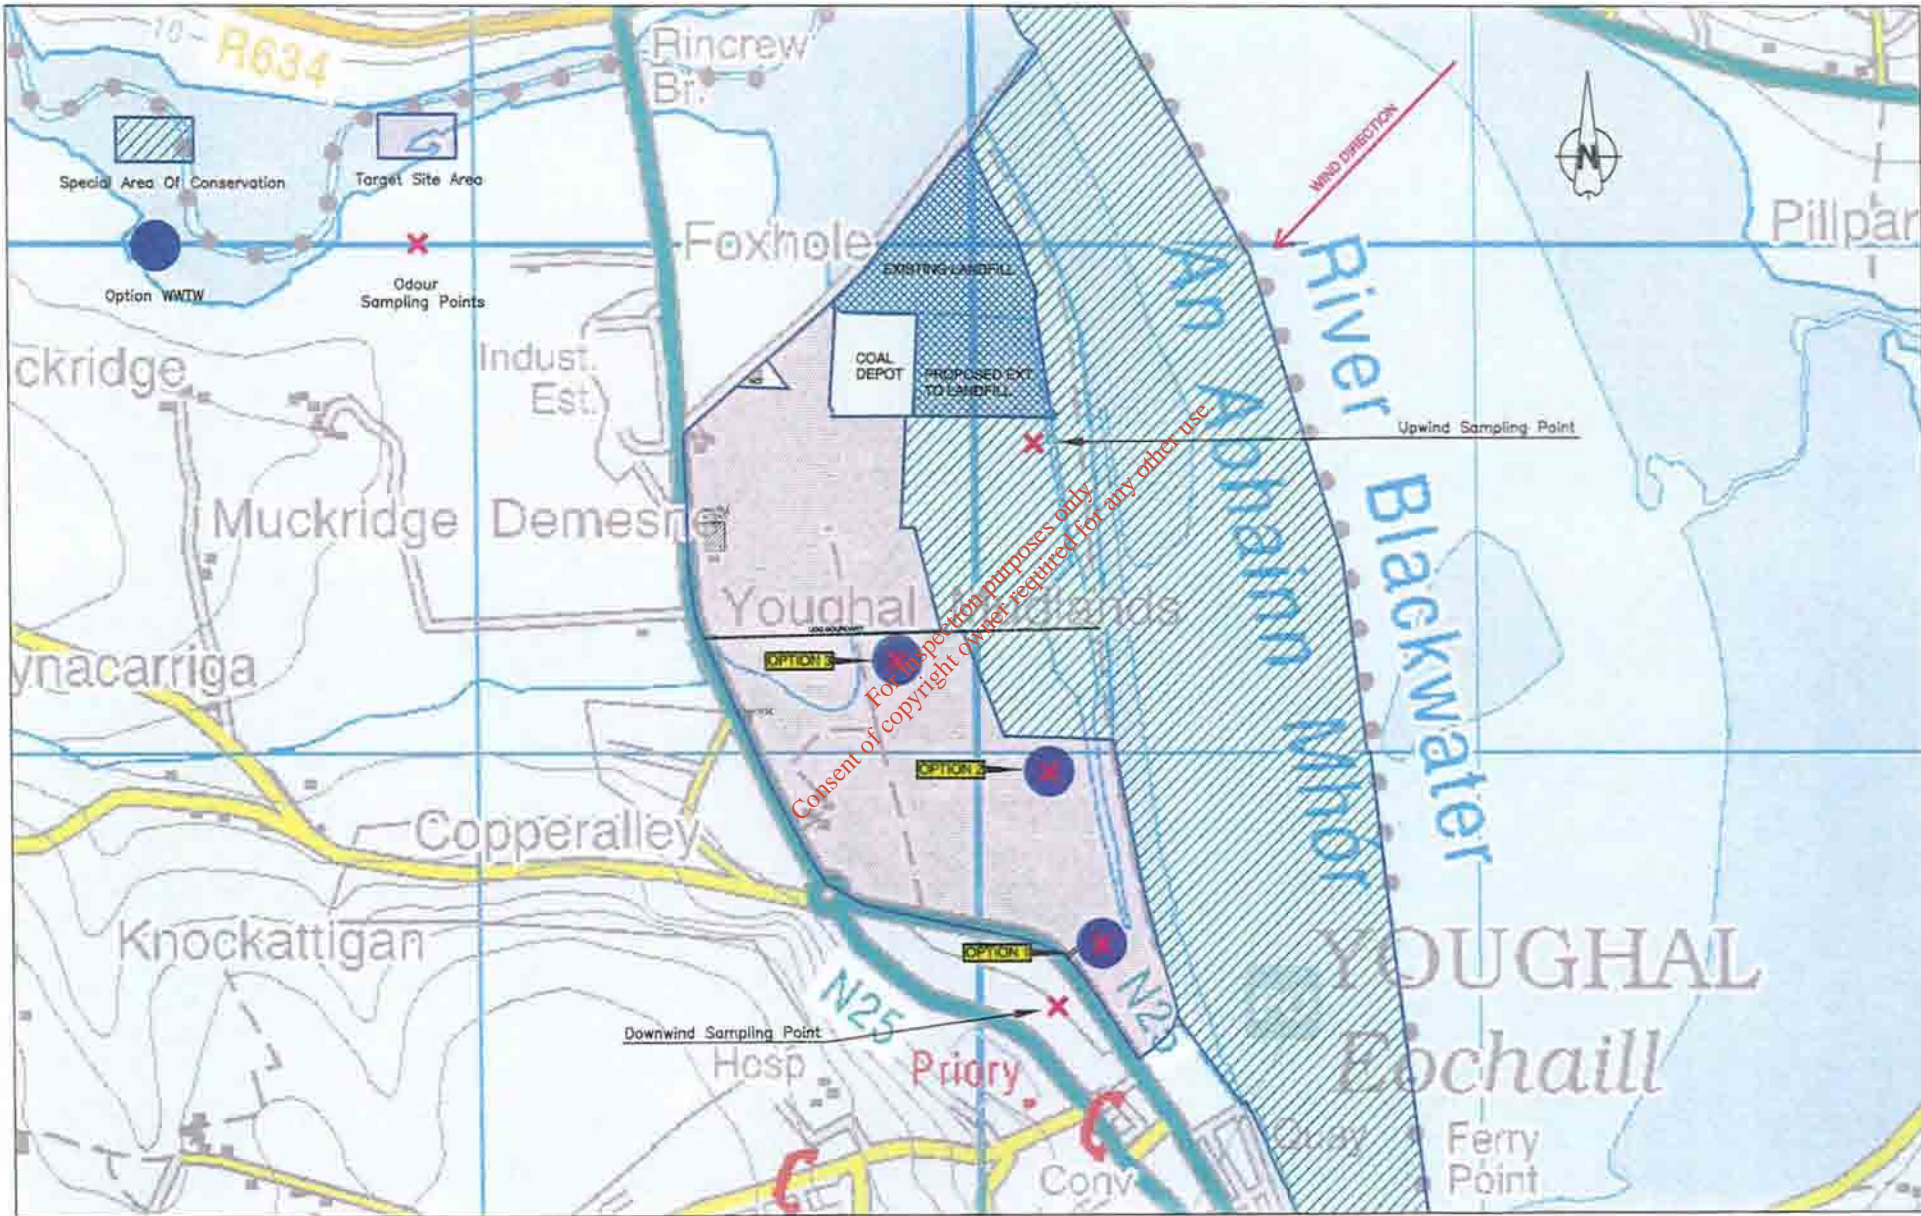 R634
Rincrew
Br.
Special Area Of Conservation
Target Site Area
WIND DIRECTION
N
Pillpar
Foxhole
Option WWTW
Odour
Sampling Points
EXISTING LANDFILL
River Blackwater
An Abhainn Mhór
ckridge
Indust.
Est.
COAL
DEPOT
PROPOSED EXT.
TO LANDFILL
Upwind Sampling Point
Muckridge Demesne
Youghal Mudlands
For inspection purposes only.
Consent of copyright owner required for any other use.
OPTION 3
ynacarriga
OPTION 2
Copperalley
Knockattigan
OPTION 1
YOUGHAL
Eochaill
N25
N25
Downwind Sampling Point
Hosp
Priory
Quay
Ferry
Point
Conv